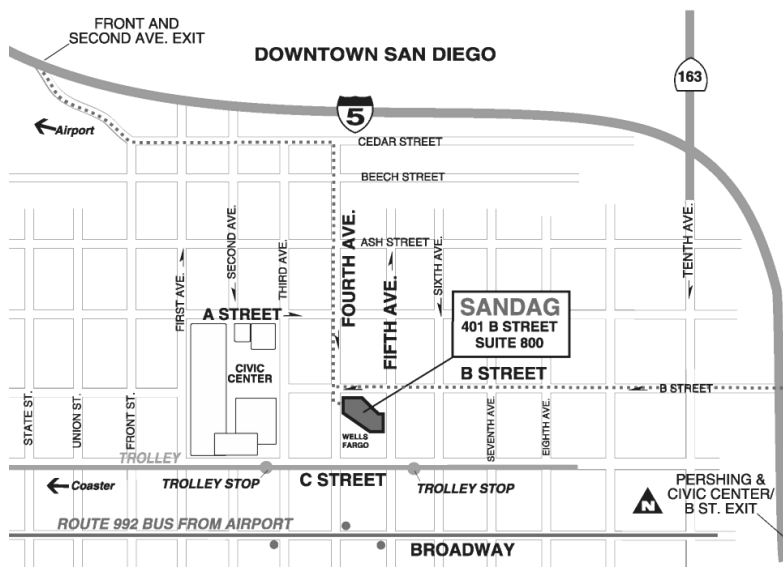 FRONT AND
SECOND AVE. EXIT
DOWNTOWN SAN DIEGO
163
5
Airport
CEDAR STREET
BEECH STREET
FIRST AVE.
SECOND AVE.
THIRD AVE.
FOURTH AVE.
ASH STREET
FIFTH AVE.
SIXTH AVE.
TENTH AVE.
A STREET
SANDAG
401 B STREET
SUITE 800
CIVIC
CENTER
B STREET
B STREET
STATE ST.
UNION ST.
FRONT ST.
WELLS
FARGO
SEVENTH AVE.
EIGHTH AVE.
TROLLEY
Coaster
TROLLEY STOP
C STREET
TROLLEY STOP
N
PERSHING &
CIVIC CENTER/
B ST. EXIT
ROUTE 992 BUS FROM AIRPORT
BROADWAY